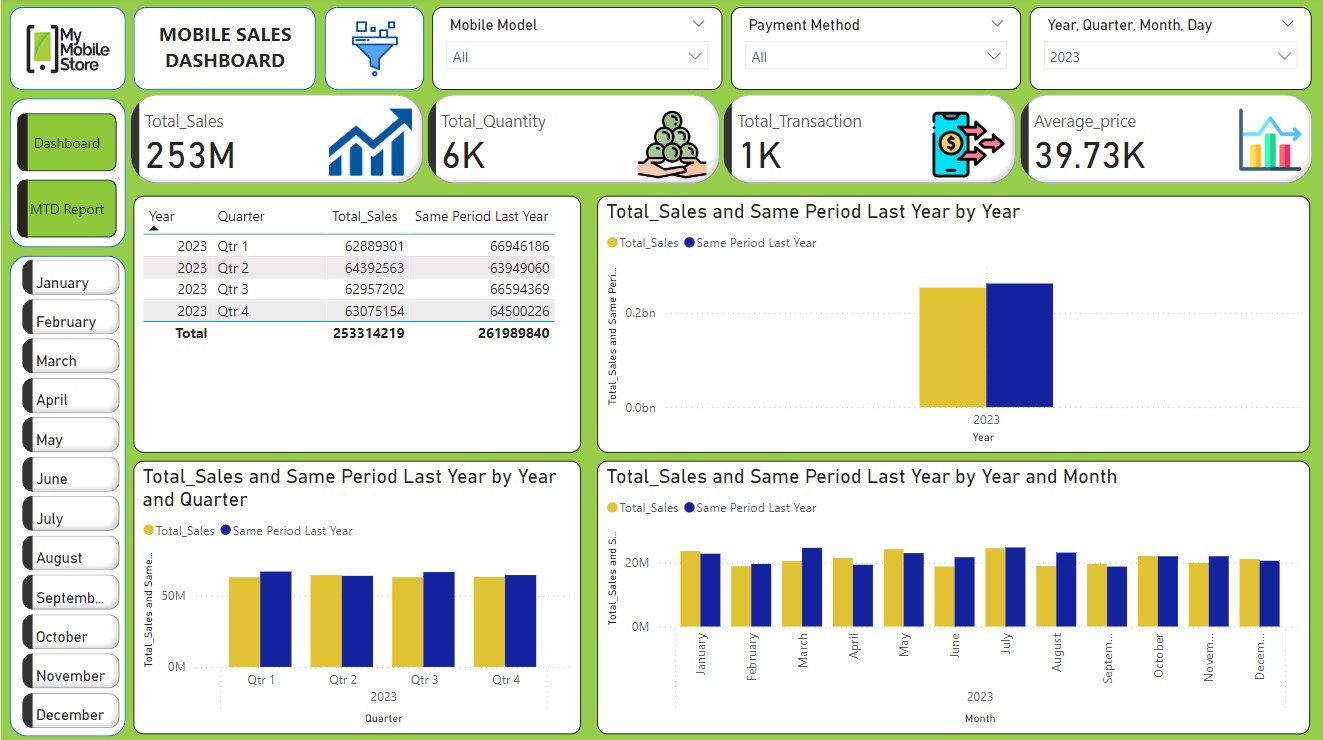 My
Mobile
Store
MOBILE SALES
DASHBOARD
Mobile Model
All
Payment Method
All
Year, Quarter, Month, Day
2023
Dashboard
MTD Report
January
February
March
April
May
June
July
August
Septemb...
October
November
December
Total_Sales
253M
Total_Quantity
6K
Total_Transaction
1K
Average_price
39.73K
Year Quarter Total_Sales Same Period Last Year
2023 Qtr 1 62889301 66946186
2023 Qtr 2 64392563 63949060
2023 Qtr 3 62957202 66594369
2023 Qtr 4 63075154 64500226
Total 253314219 261989840
Total_Sales and Same Period Last Year by Year
Total_Sales Same Period Last Year
Total_Sales and Same Peri...
0.2bn
0.0bn
2023
Year
Total_Sales and Same Period Last Year by Year
and Quarter
Total_Sales Same Period Last Year
Total_Sales and Same...
50M
0M
Qtr 1 Qtr 2 Qtr 3 Qtr 4
2023
Quarter
Total_Sales and Same Period Last Year by Year and Month
Total_Sales Same Period Last Year
Total_Sales and S...
20M
0M
January February March April May June July August Septem... October Novem... Decem...
2023
Month